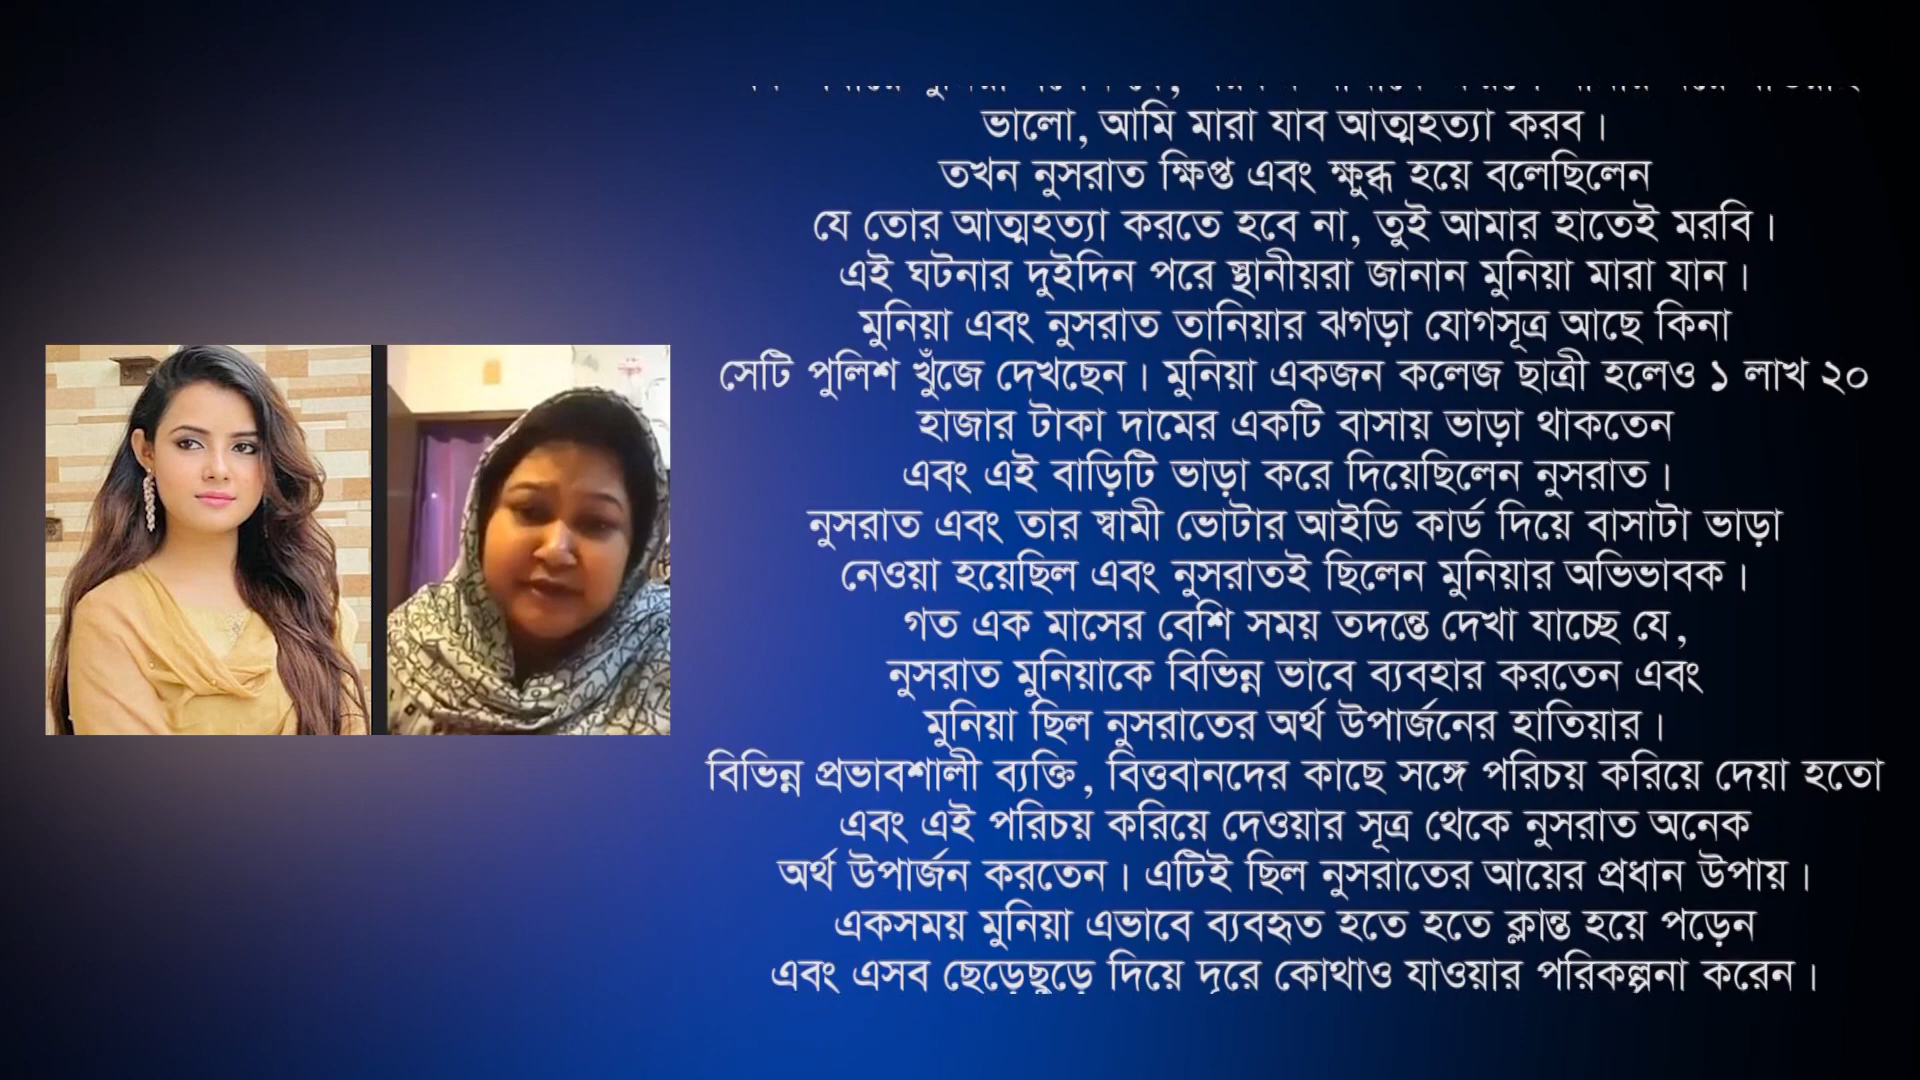 ভালো, আমি মারা যাব আত্মহত্যা করব।
তখন নুসরাত ক্ষিপ্ত এবং ক্ষুব্ধ হয়ে বলেছিলেন
যে তোর আত্মহত্যা করতে হবে না, তুই আমার হাতেই মরবি।
এই ঘটনার দুইদিন পরে স্থানীয়রা জানান মুনিয়া মারা যান।
মুনিয়া এবং নুসরাত তানিয়ার ঝগড়া যোগসূত্র আছে কিনা
সেটি পুলিশ খুঁজে দেখছেন। মুনিয়া একজন কলেজ ছাত্রী হলেও ১ লাখ ২০
হাজার টাকা দামের একটি বাসায় ভাড়া থাকতেন
এবং এই বাড়িটি ভাড়া করে দিয়েছিলেন নুসরাত।
নুসরাত এবং তার স্বামী ভোটার আইডি কার্ড দিয়ে বাসাটা ভাড়া
নেওয়া হয়েছিল এবং নুসরাতই ছিলেন মুনিয়ার অভিভাবক।
গত এক মাসের বেশি সময় তদন্তে দেখা যাচ্ছে যে,
নুসরাত মুনিয়াকে বিভিন্ন ভাবে ব্যবহার করতেন এবং
মুনিয়া ছিল নুসরাতের অর্থ উপার্জনের হাতিয়ার।
বিভিন্ন প্রভাবশালী ব্যক্তি, বিত্তবানদের কাছে সঙ্গে পরিচয় করিয়ে দেয়া হতো
এবং এই পরিচয় করিয়ে দেওয়ার সূত্র থেকে নুসরাত অনেক
অর্থ উপার্জন করতেন। এটিই ছিল নুসরাতের আয়ের প্রধান উপায়।
একসময় মুনিয়া এভাবে ব্যবহৃত হতে হতে ক্লান্ত হয়ে পড়েন
এবং এসব ছেড়েছুড়ে দিয়ে দূরে কোথাও যাওয়ার পরিকল্পনা করেন।